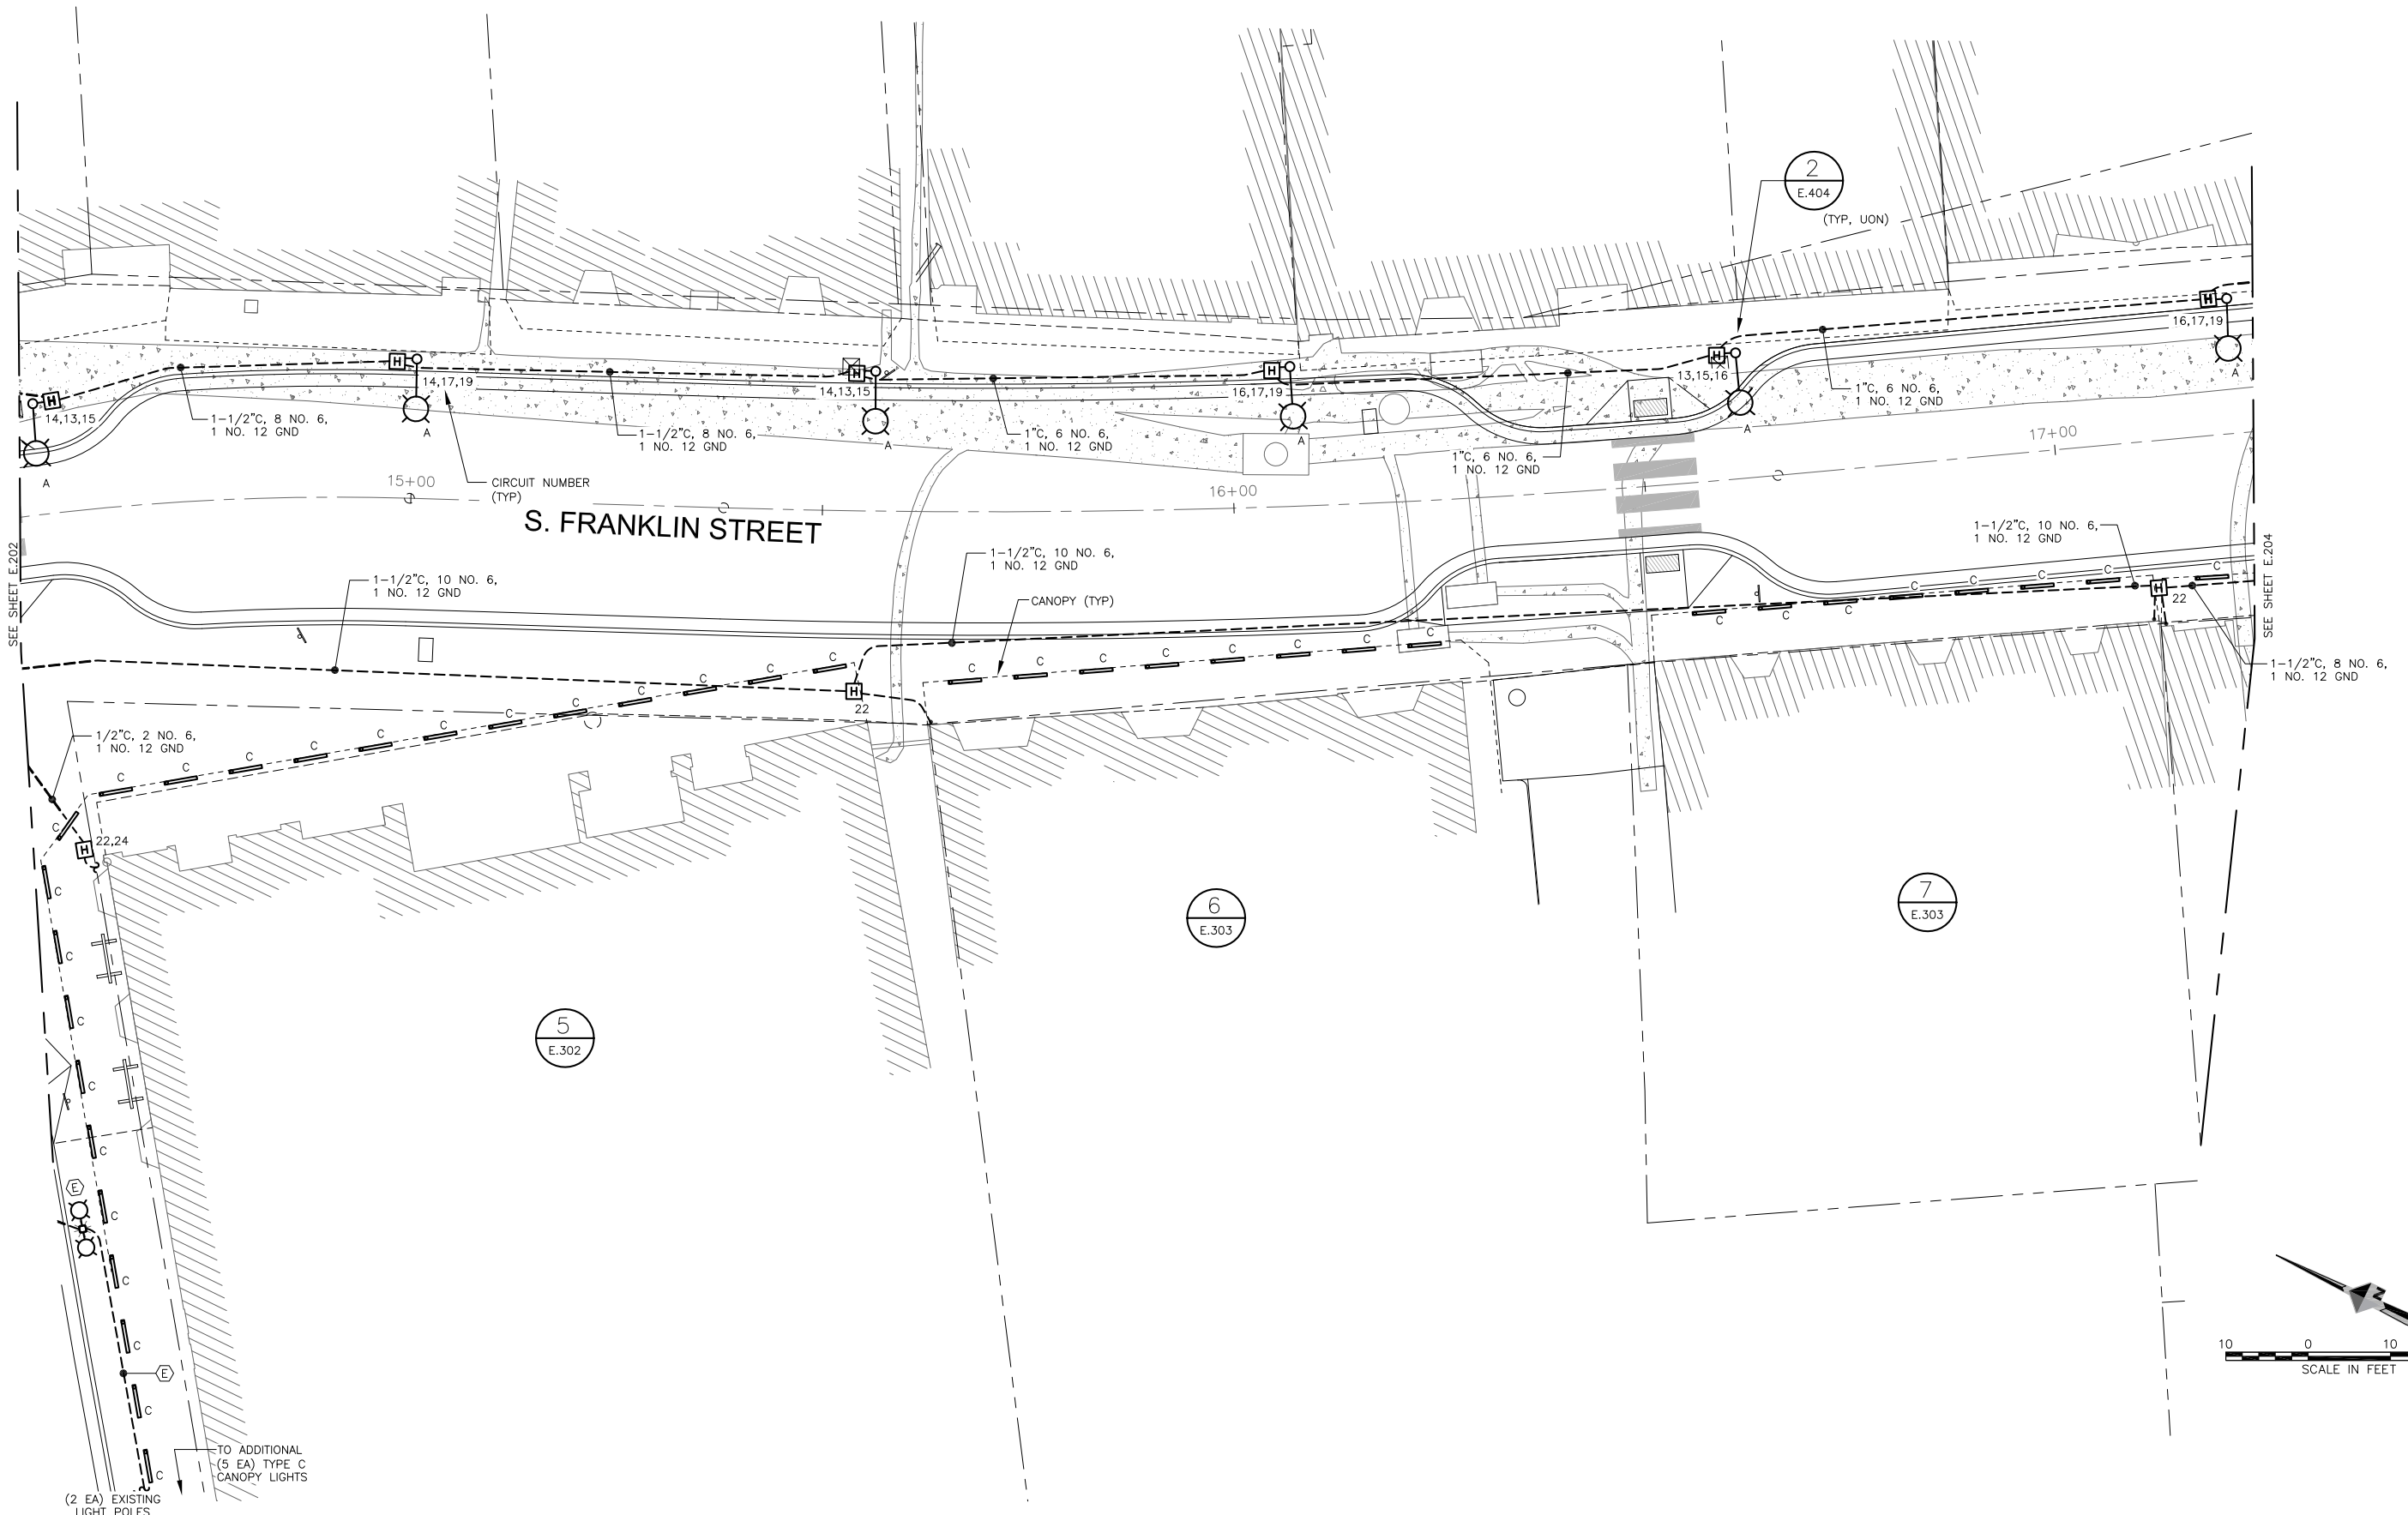 2
E.404
(TYP, UON)
16,17,19
A
14,17,19
14,13,15
16,17,19
13,15,16
14,13,15
H
H
H
H
H
H
A
A
A
A
A
1-1/2"C, 8 NO. 6,
1 NO. 12 GND
1-1/2"C, 8 NO. 6,
1 NO. 12 GND
1"C, 6 NO. 6,
1 NO. 12 GND
1"C, 6 NO. 6,
1 NO. 12 GND
1"C, 6 NO. 6,
1 NO. 12 GND
CIRCUIT NUMBER
(TYP)
15+00
16+00
17+00
S. FRANKLIN STREET
SEE SHEET E.202
SEE SHEET E.204
1-1/2"C, 10 NO. 6,
1 NO. 12 GND
1-1/2"C, 10 NO. 6,
1 NO. 12 GND
1-1/2"C, 10 NO. 6,
1 NO. 12 GND
CANOPY (TYP)
C
C
C
C
C
C
C
C
C
H
22
1-1/2"C, 8 NO. 6,
1 NO. 12 GND
C
C
C
C
C
C
C
C
H
22
C
C
C
C
C
C
C
C
C
C
C
C
1/2"C, 2 NO. 6,
1 NO. 12 GND
C
H
22,24
C
C
C
C
C
C
C
C
C
C
E
E
5
E.302
6
E.303
7
E.303
TO ADDITIONAL
(5 EA) TYPE C
CANOPY LIGHTS
(2 EA) EXISTING
LIGHT POLES
N
10 0 10
SCALE IN FEET